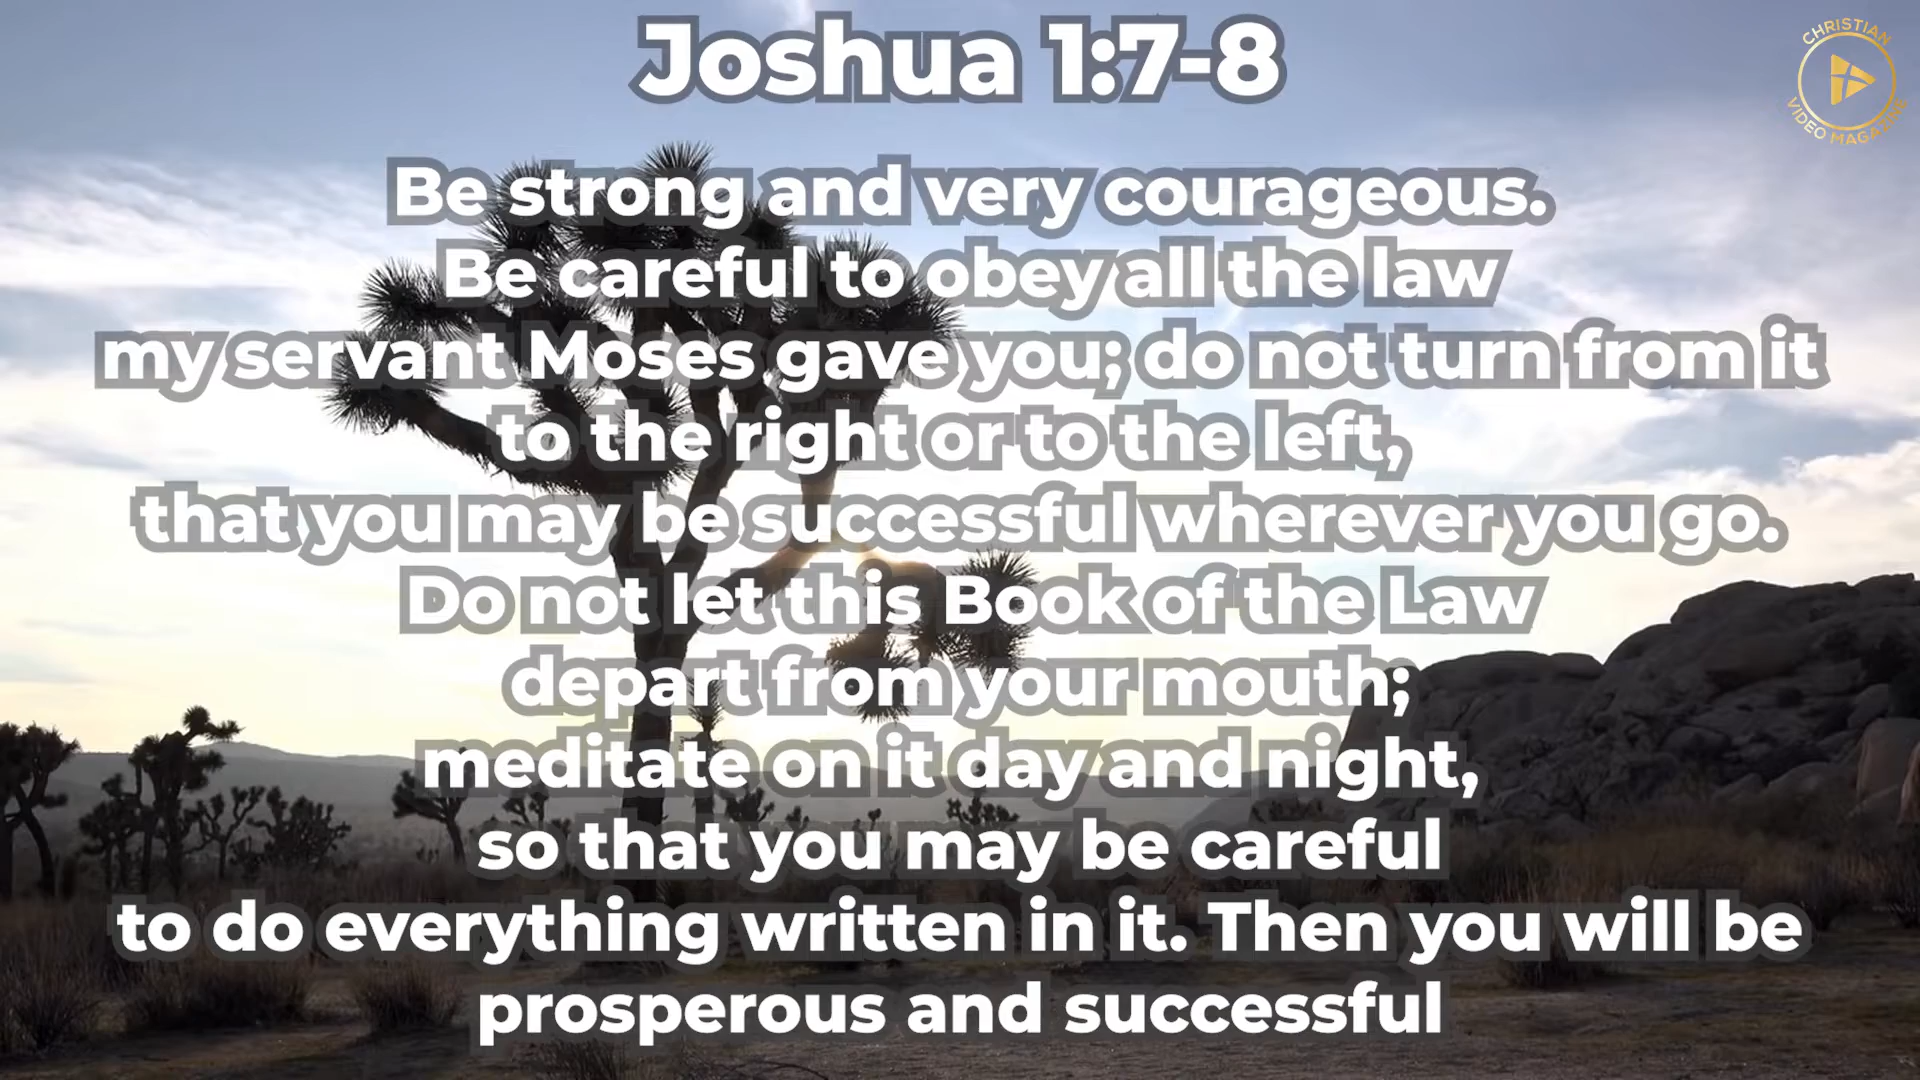 Joshua 1:7-8
CHRISTIAN
VIDEO MAGAZINE
Be strong and very courageous.
Be careful to obey all the law
my servant Moses gave you; do not turn from it
to the right or to the left,
that you may be successful wherever you go.
Do not let this Book of the Law
depart from your mouth;
meditate on it day and night,
so that you may be careful
to do everything written in it. Then you will be
prosperous and successful